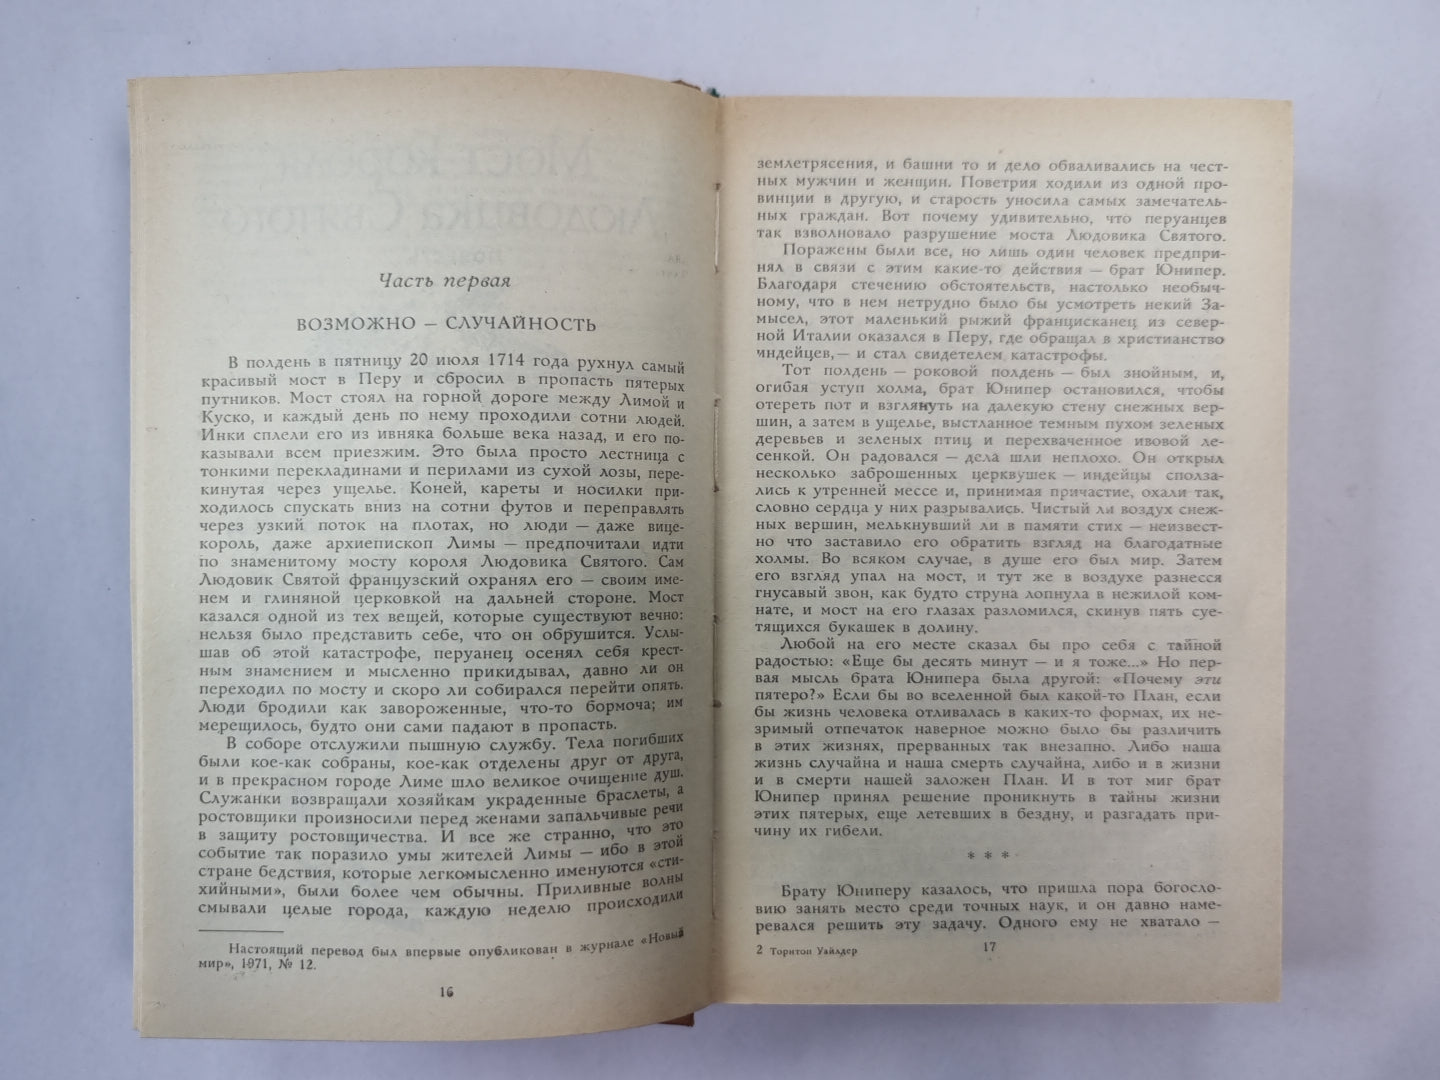 Часть первая
ВОЗМОЖНО — СЛУЧАЙНОСТЬ
В полдень в пятницу 20 июля 1714 года рухнул самый
красивый мост в Перу и сбросил в пропасть пятерых
путников. Мост стоял на горной дороге между Лимой и
Куско, и каждый день по нему проходили сотни людей.
Инки сплели его из ивняка больше века назад, и его по-
казывали всем приезжим. Это была просто лестница с
тонкими перекладинами и перилами из сухой лозы, пере-
кинутая через ущелье. Коней, кареты и носилки при-
ходилось спускать вниз на сотни футов и переправлять
через узкий поток на плотах, но люди — даже вице-
король, даже архиепископ Лимы — предпочитали идти
по знаменитому мосту короля Людовика Святого. Сам
Людовик Святой французский охранял его — своим име-
нем и глиняной церковкой на дальней стороне. Мост
казался одной из тех вещей, которые существуют вечно:
нельзя было представить себе, что он обрушится. Услы-
шав об этой катастрофе, перуанец осенял себя крест-
ным знамением и мысленно прикидывал, давно ли он
переходил по мосту и скоро ли собирался перейти опять.
Люди бродили как завороженные, что-то бормоча; им
мерещилось, будто они сами падают в пропасть.
В соборе отслужили пышную службу. Тела погибших
были кое-как собраны, кое-как отделены друг от друга,
и в прекрасном городе Лиме шло великое очищение душ.
Служанки возвращали хозяйкам украденные браслеты, а
ростовщики произносили перед женами запальчивые речи
в защиту ростовщичества. И все же странно, что это
событие так поразило умы жителей Лимы — ибо в этой
стране бедствия, которые легкомысленно именуются «сти-
хийными», были более чем обычны. Приливные волны
смывали целые города, каждую неделю происходили
Настоящий перевод был впервые опубликован в журнале «Новый
мир», 1971, № 12.
16
землетрясения, и башни то и дело обваливались на чест-
ных мужчин и женщин. Поветрия ходили из одной про-
винции в другую, и старость уносила самых замечатель-
ных граждан. Вот почему удивительно, что перуанцев
так взволновало разрушение моста Людовика Святого.
Поражены были все, но лишь один человек предпри-
нял в связи с этим какие-то действия — брат Юнипер.
Благодаря стечению обстоятельств, настолько необыч-
ному, что в нем нетрудно было бы усмотреть некий За-
мысел, этот маленький рыжий францисканец из север-
ной Италии оказался в Перу, где обращал в христианство
индейцев,— и стал свидетелем катастрофы.
Тот полдень — роковой полдень — был знойным, и,
огибая уступ холма, брат Юнипер остановился, чтобы
отереть пот и взглянуть на далекую стену снежных вер-
шин, а затем в ущелье, выстланное темным пухом зеленых
деревьев и зеленых птиц и перехваченное ивовой ле-
сенкой. Он радовался — дела шли неплохо. Он открыл
несколько заброшенных церквушек — индейцы сполза-
лись к утренней мессе и, принимая причастие, охали так,
словно сердца у них разрывались. Чистый ли воздух снеж-
ных вершин, мелькнувший ли в памяти стих — неизвест-
но что заставило его обратить взгляд на благодатные
холмы. Во всяком случае, в душе его был мир. Затем
его взгляд упал на мост, и тут же в воздухе разнесся
гнусавый звон, как будто струна лопнула в нежилой ком-
нате, и мост на его глазах разломился, скинув пять суе-
тящихся букашек в долину.
Любой на его месте сказал бы про себя с тайной
радостью: «Еще бы десять минут — и я тоже...» Но пер-
вая мысль брата Юнипера была другой: «Почему эти
пятеро?» Если бы во вселенной был какой-то План, если
бы жизнь человека отливалась в каких-то формах, их не-
зримый отпечаток наверное можно было бы различить
в этих жизнях, прерванных так внезапно. Либо наша
жизнь случайна и наша смерть случайна, либо и в жизни
и в смерти нашей заложен План. И в тот миг брат
Юнипер принял решение проникнуть в тайны жизни
этих пятерых, еще летевших в бездну, и разгадать при-
чину их гибели.
* * *
Брату Юниперу казалось, что пришла пора богосло-
вию занять место среди точных наук, и он давно наме-
ревался решить эту задачу. Одного ему не хватало —
2 Торнтон Уайлдер
17